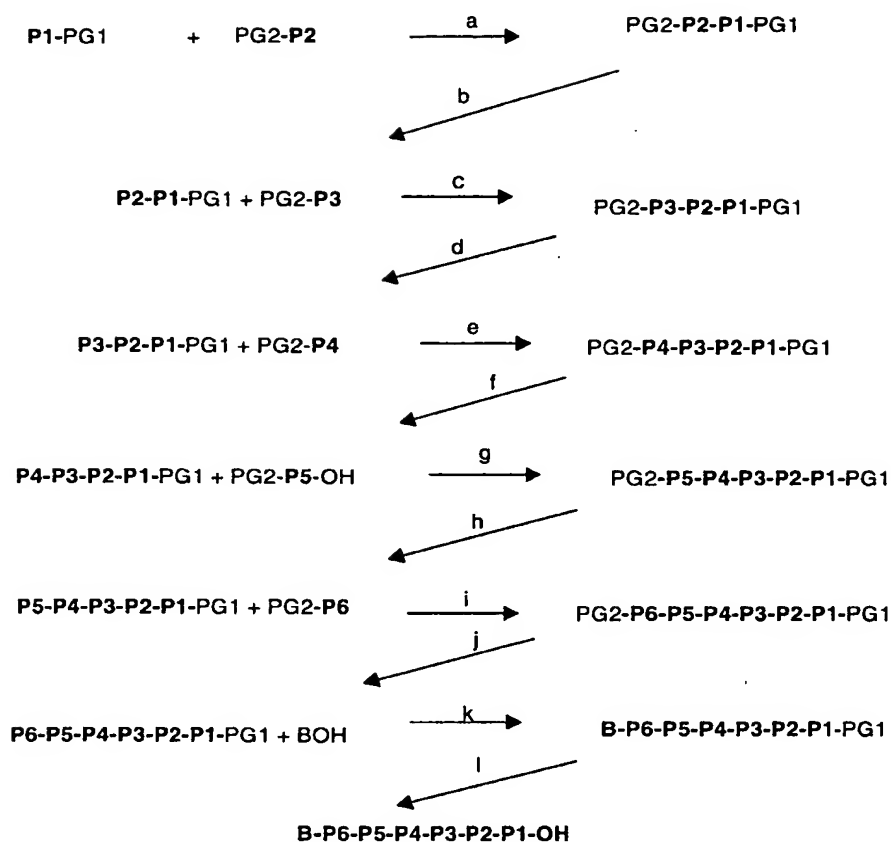 P1-PG1 + PG2-P2 a PG2-P2-P1-PG1
b
P2-P1-PG1 + PG2-P3 c PG2-P3-P2-P1-PG1
d
P3-P2-P1-PG1 + PG2-P4 e PG2-P4-P3-P2-P1-PG1
f
P4-P3-P2-P1-PG1 + PG2-P5-OH g PG2-P5-P4-P3-P2-P1-PG1
h
P5-P4-P3-P2-P1-PG1 + PG2-P6 i PG2-P6-P5-P4-P3-P2-P1-PG1
j
P6-P5-P4-P3-P2-P1-PG1 + BOH k B-P6-P5-P4-P3-P2-P1-PG1
l
B-P6-P5-P4-P3-P2-P1-OH